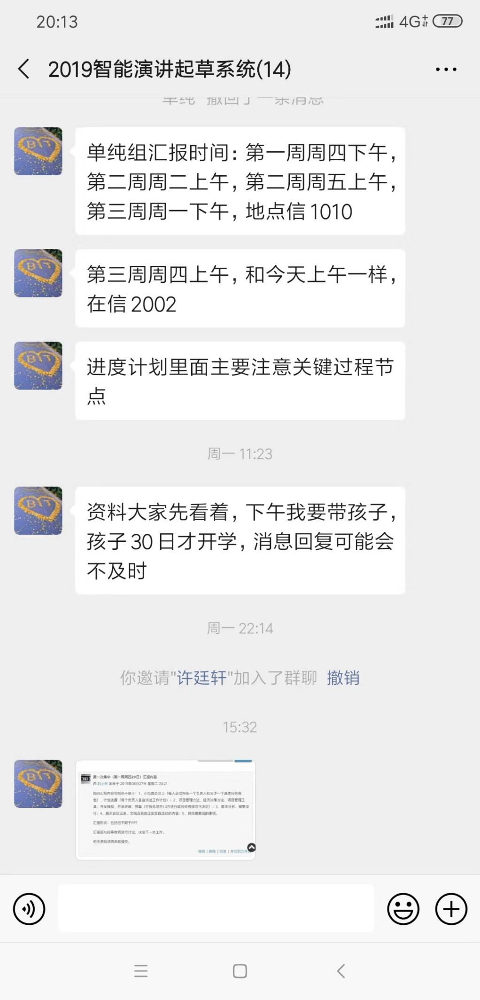 20:13
4G 77
2019智能演讲起草系统(14)
单纯 撤回了一条消息
单纯组汇报时间：第一周周四下午，
第二周周二上午，第二周周五上午，
第三周周一下午，地点信1010
第三周周四上午，和今天上午一样，
在信2002
进度计划里面主要注意关键过程节
点
周一 11:23
资料大家先看着，下午我要带孩子，
孩子30日才开学，消息回复可能会
不及时
周一 22:14
你邀请"许廷轩"加入了群聊 撤销
15:32
第一次集中（第一周周四29日）汇报内容
由 赵小林 发表于 2019年08月27日 星期二 20:21
周四汇报内容包括但不限于：1、小组成员分工（每人必须担任一个负责人和至少一个具体任务角
色）、计划进度（每个负责人各自讲述工作计划）；2、项目管理方法、经济决策方法、项目管理工
具、开发模型、开发环境、预算（可按总项目10万进行或各组根据项目决定）；3、需求分析、概要设
计；4、展示会议记录、文档及其他证实实践活动的内容；5、其他需要说的事项。
汇报形式：包括但不限于PPT
汇报后与指导教师进行讨论，决定下一步工作。
相关资料须周末前提交。
编辑 | 删除 | 回复 | 导出到云存
BIT
BIT
BIT
BIT
BIT